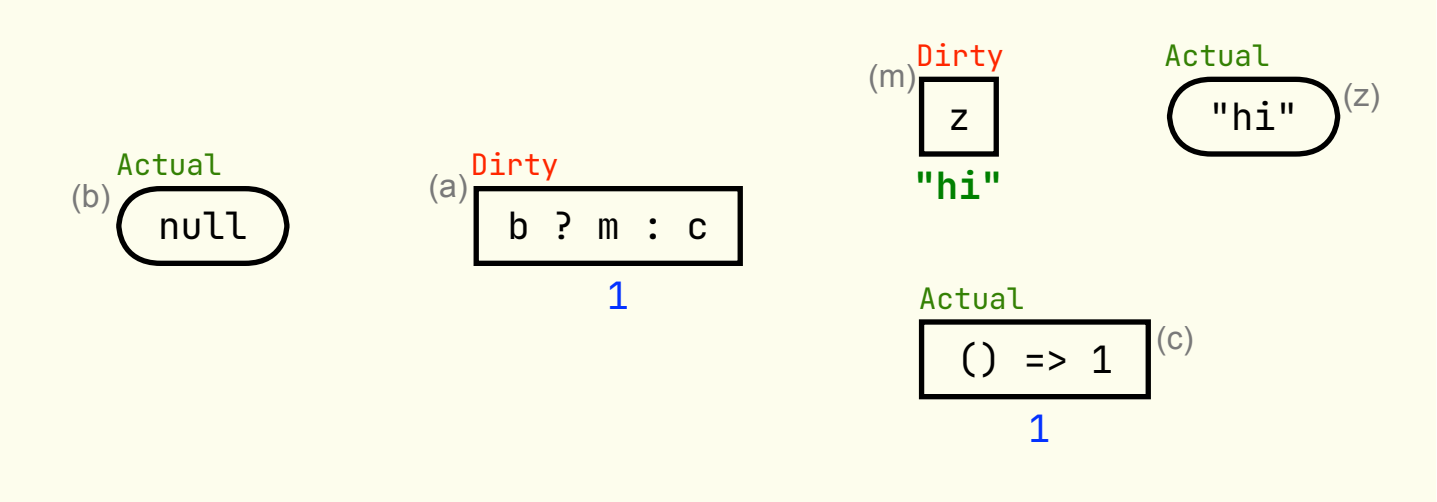 Dirty
(m)
z
"hi"
Actual
"hi"
(z)
Actual
(b)
null
Dirty
(a)
b ? m : c
1
Actual
() => 1
(c)
1